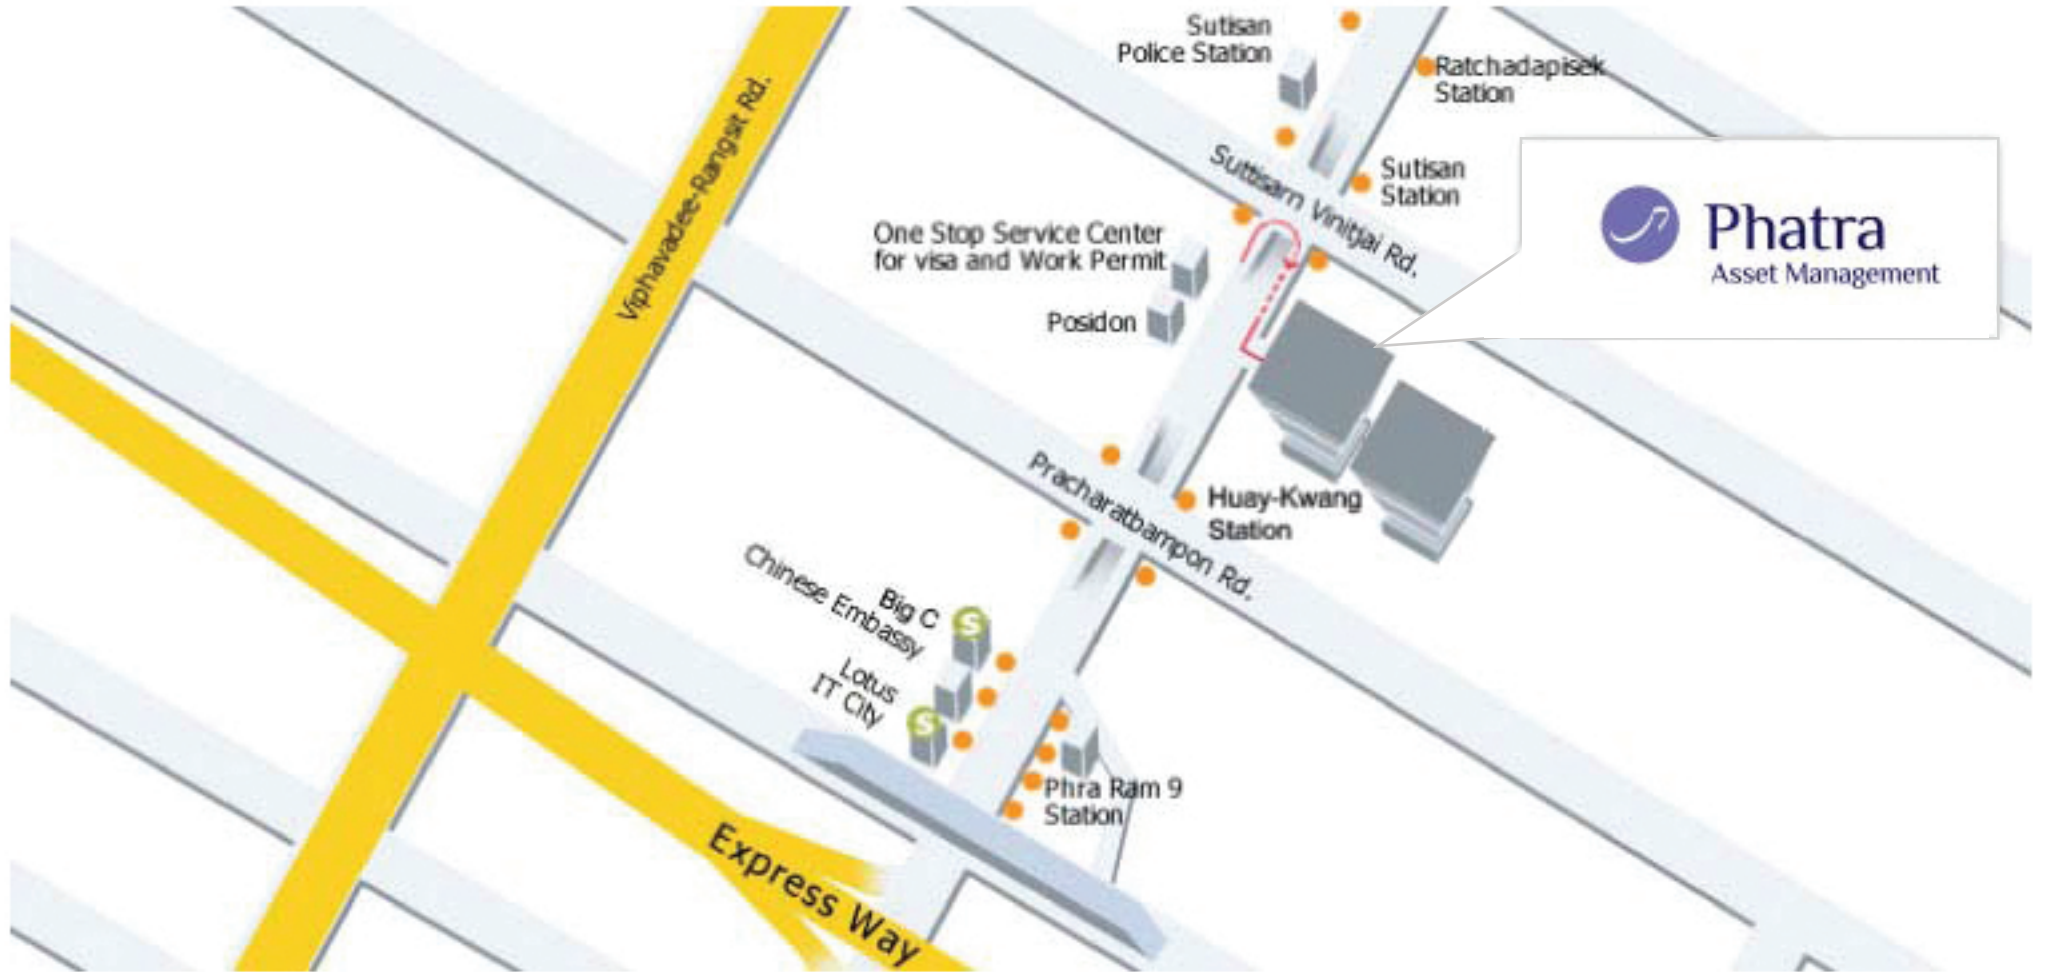 Sutisan
Police Station
Ratchadapisek
Station
Viphavadee-Rangsit Rd.
Suttisarn Vinitjai Rd.
Sutisan
Station
Phatra
Asset Management
One Stop Service Center
for visa and Work Permit
Posidon
Pracharatbampon Rd.
Huay-Kwang
Station
Big C
Chinese Embassy
S
Lotus
IT City
S
Phra Ram 9
Station
Express Way